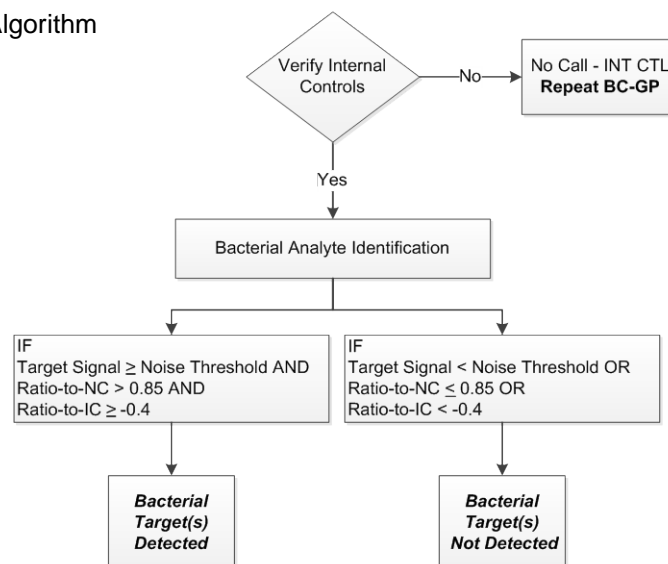 Algorithm
Verify Internal
Controls
No
No Call - INT CTL
Repeat BC-GP
Yes
Bacterial Analyte Identification
IF
Target Signal ≥ Noise Threshold AND
Ratio-to-NC > 0.85 AND
Ratio-to-IC ≥ -0.4
IF
Target Signal < Noise Threshold OR
Ratio-to-NC ≤ 0.85 OR
Ratio-to-IC < -0.4
Bacterial
Target(s)
Detected
Bacterial
Target(s)
Not Detected